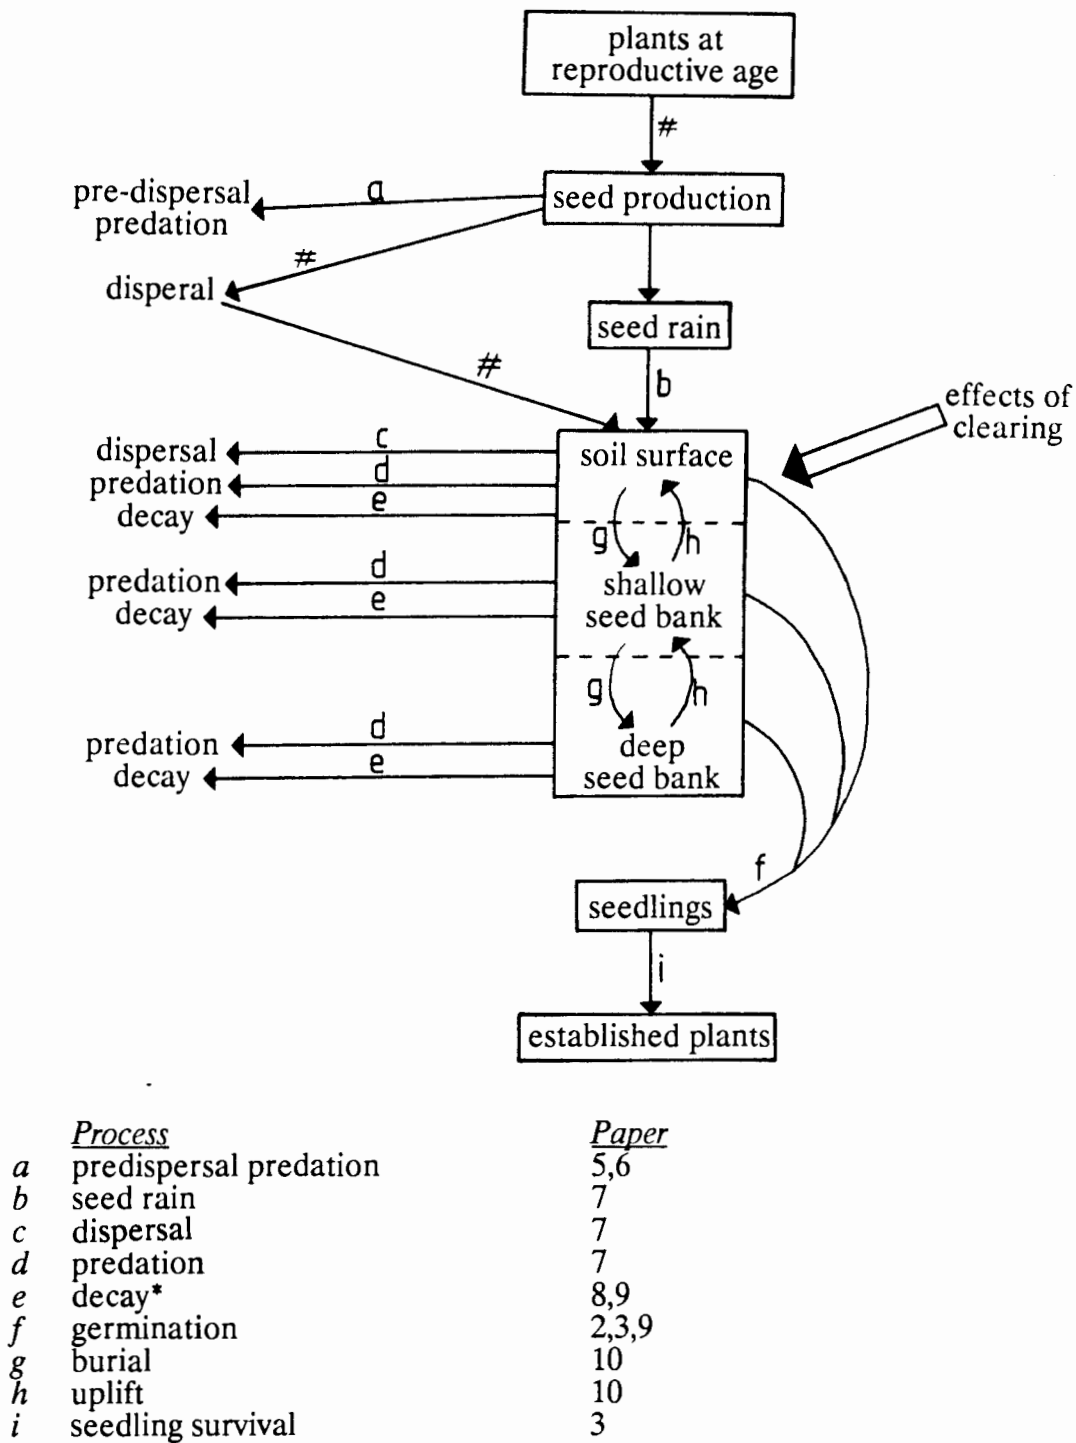 plants at
reproductive age
#
seed production
a
pre-dispersal
predation
#
disperal
seed rain
#
b
effects of
clearing
soil surface
dispersal
c
predation
d
decay
e
g
h
shallow
seed bank
predation
d
decay
e
g
h
deep
seed bank
predation
d
decay
e
f
seedlings
i
established plants
Process Paper
a predispersal predation 5,6
b seed rain 7
c dispersal 7
d predation 7
e decay* 8,9
f germination 2,3,9
g burial 10
h uplift 10
i seedling survival 3